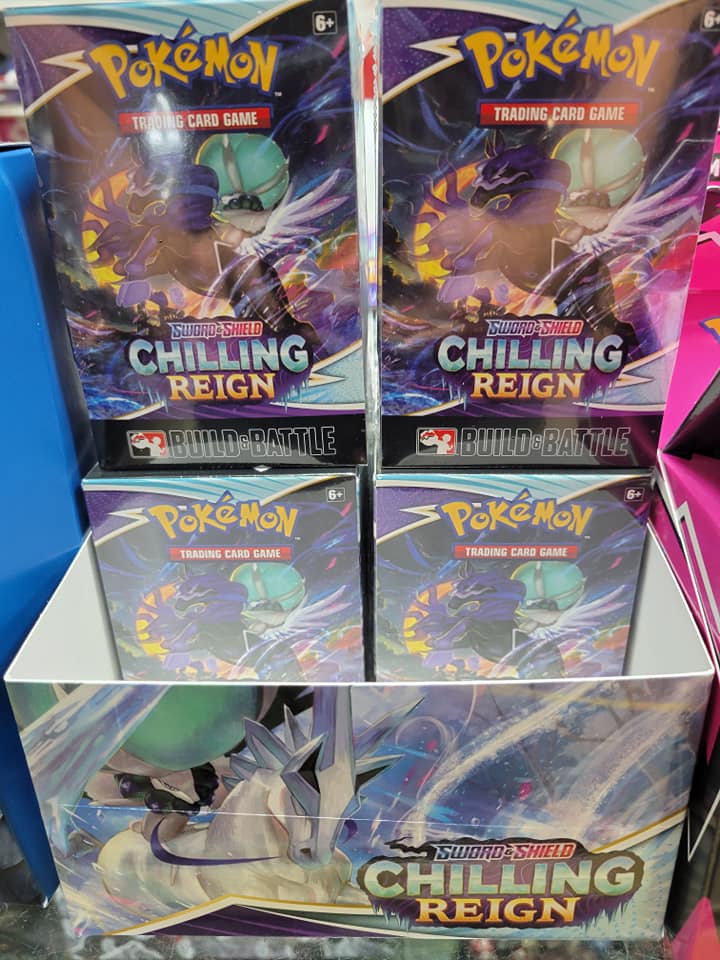 6+
POKéMON
TRADING CARD GAME
SWORD & SHIELD
CHILLING
REIGN
BUILD & BATTLE
6+
POKéMON
TRADING CARD GAME
SWORD & SHIELD
CHILLING
REIGN
BUILD & BATTLE
6+
POKéMON
TRADING CARD GAME
6+
POKéMON
TRADING CARD GAME
SWORD & SHIELD
CHILLING
REIGN